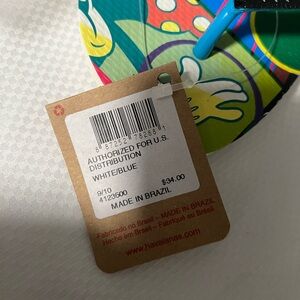 AUTHORIZED FOR U.S.
DISTRIBUTION
WHITE/BLUE
9/10 $34.00
4123500
MADE IN BRAZIL
Fabricado no Brasil – MADE IN BRAZIL
Hecho em Brasil – Fabriqué au Brésil
www.havaianas.com